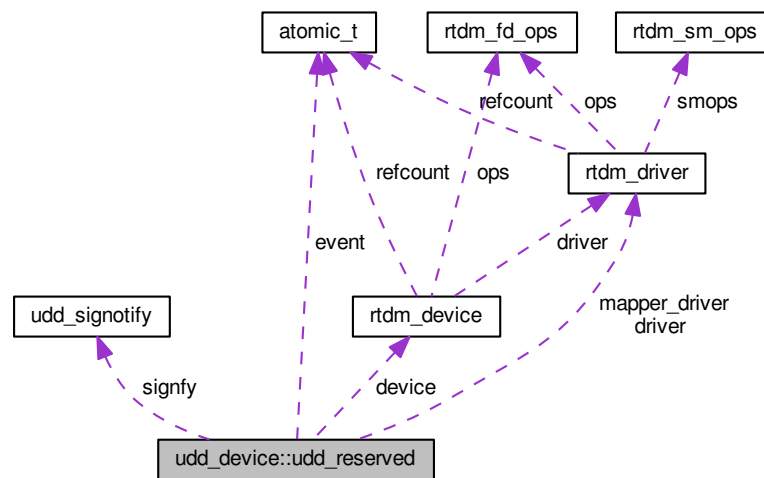 atomic_t
rtdm_fd_ops
rtdm_sm_ops
refcount
ops
smops
refcount
ops
rtdm_driver
event
driver
udd_signotify
rtdm_device
mapper_driver
driver
signfy
device
udd_device::udd_reserved